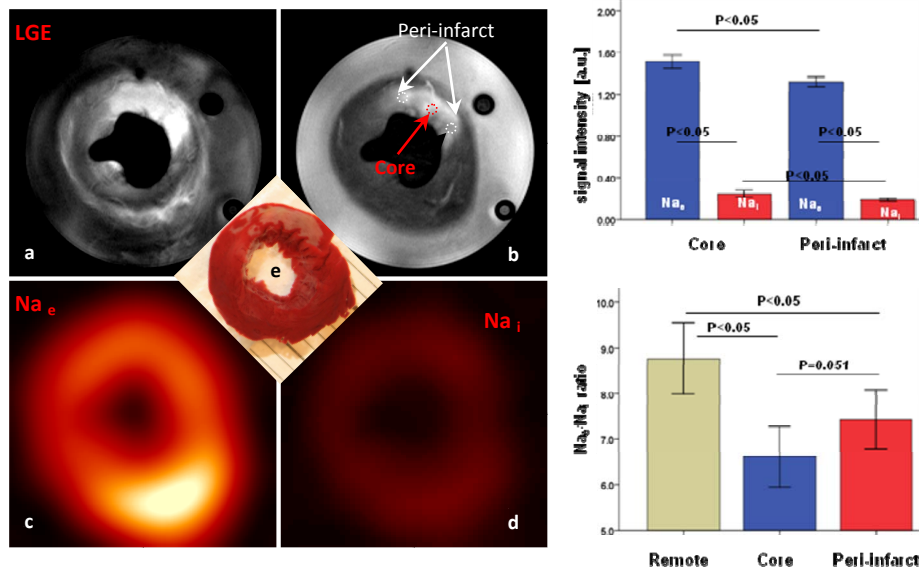 LGE
Peri-infarct
Core
a
b
e
Na e
Na i
c
d
signal intensity [a.u.]
2.00
1.60
1.20
0.80
0.40
0.00
P<0.05
P<0.05
P<0.05
P<0.05
Naₑ
Naᵢ
Naₑ
Naᵢ
Core
Peri-infarct
Naₑ:Naᵢ ratio
10.0
9.0
8.0
7.0
6.0
5.0
P<0.05
P<0.05
P=0.051
Remote
Core
Peri-infarct